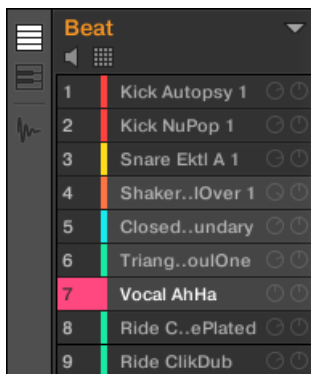 Beat
1 Kick Autopsy 1
2 Kick NuPop 1
3 Snare Ektl A 1
4 Shaker..lOver 1
5 Closed..undary
6 Triang..oulOne
7 Vocal AhHa
8 Ride C..ePlated
9 Ride ClikDub